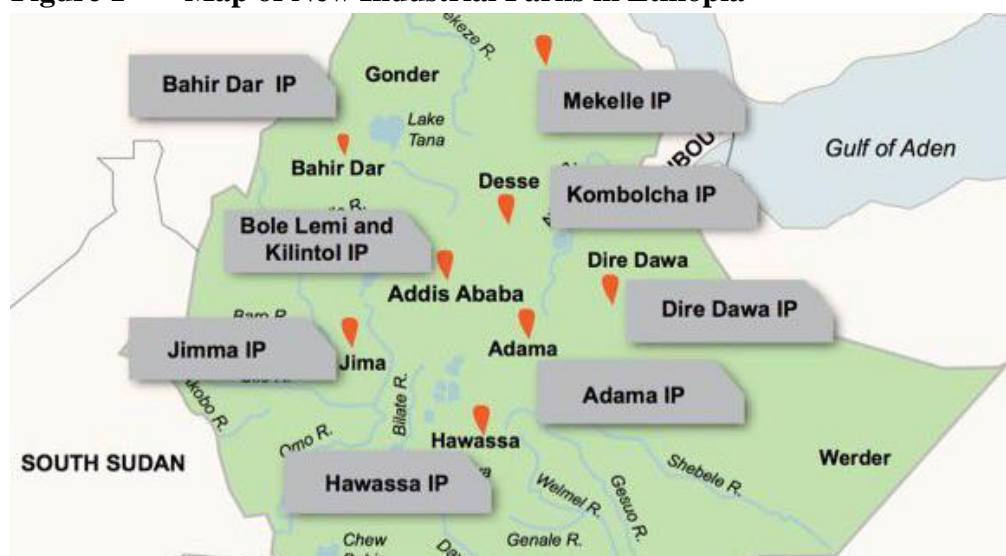 Gonder
Bahir Dar IP
Mekelle IP
Lake
Tana
Gulf of Aden
Bahir Dar
Desse
Kombolcha IP
Bole Lemi and
Kilintol IP
Dire Dawa
Addis Ababa
Dire Dawa IP
Jimma IP
Jima
Adama
Adama IP
Bilate R.
Hawassa
Omo R.
SOUTH SUDAN
Hawassa IP
Shebele R.
Werder
Welmel R.
Gesuo R.
Genale R.
Chew